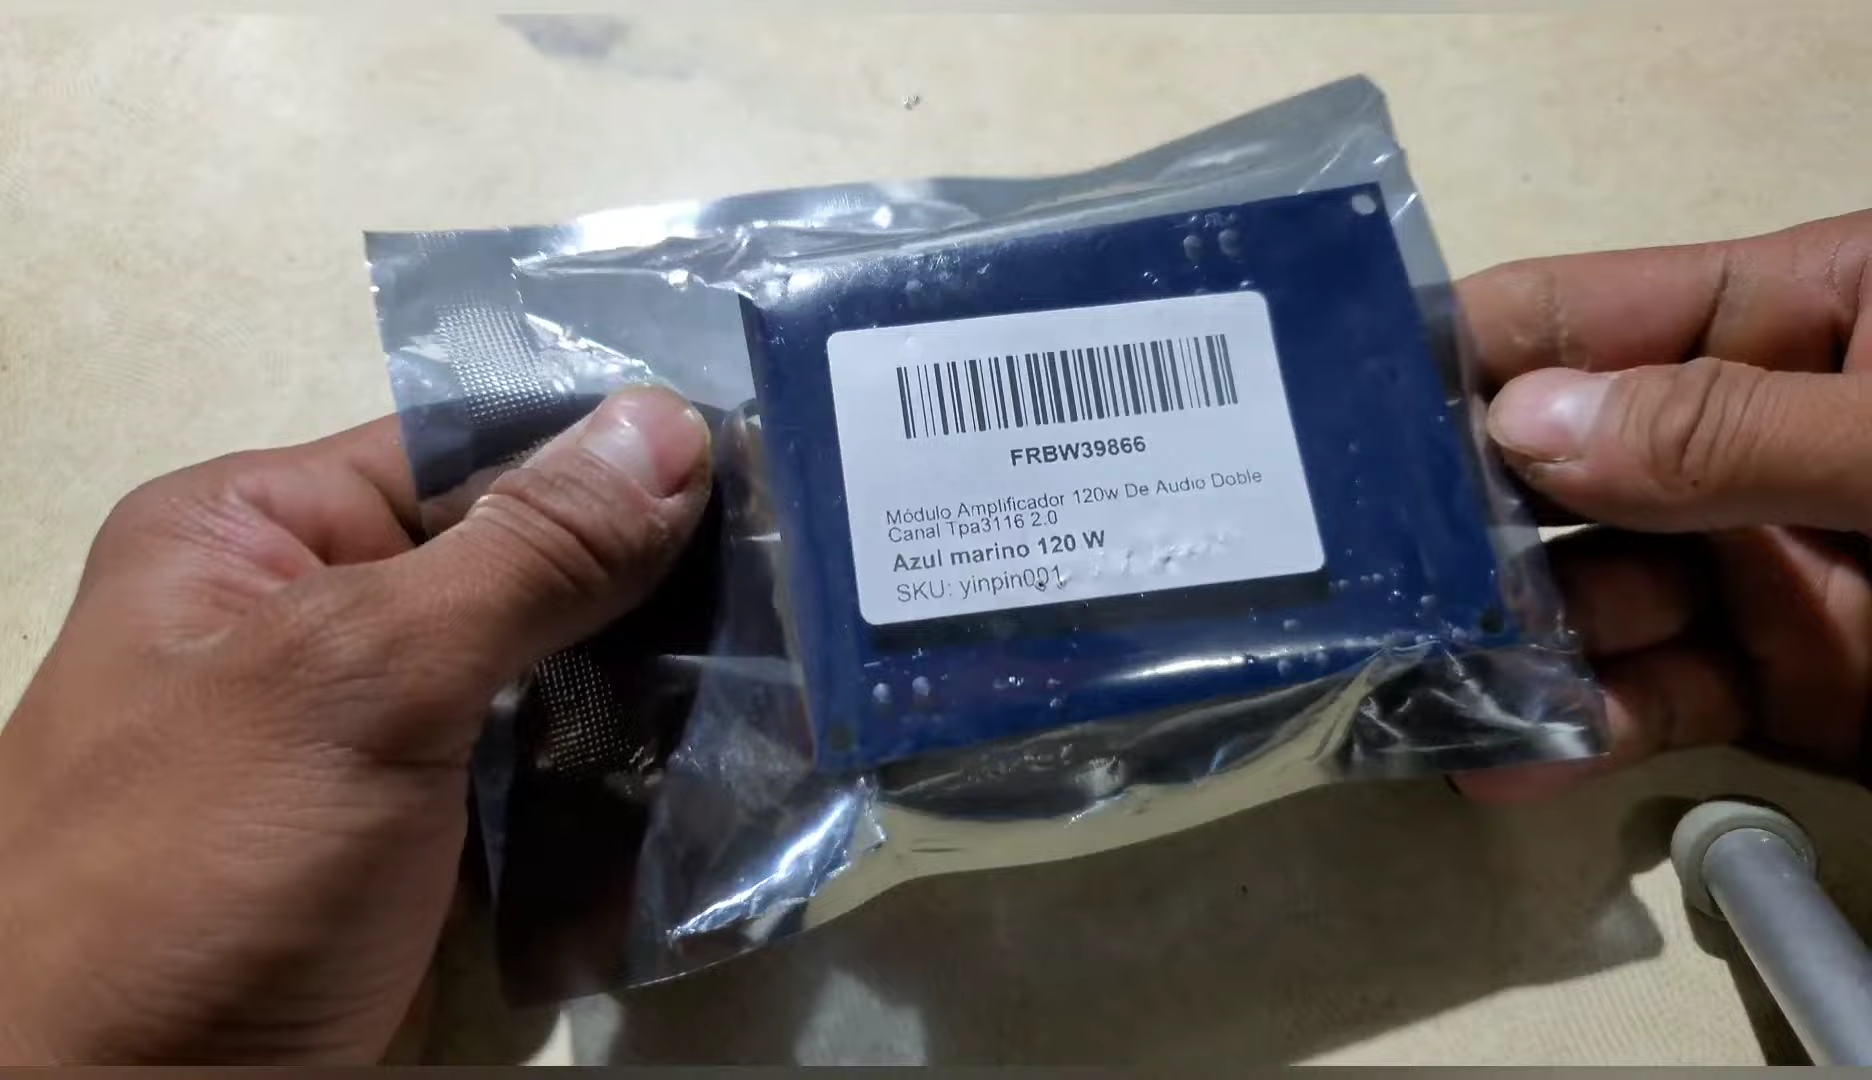 FRBW39866
Módulo Amplificador 120w De Audio Doble
Canal Tpa3116 2.0
Azul marino 120 W
SKU: yinpin001